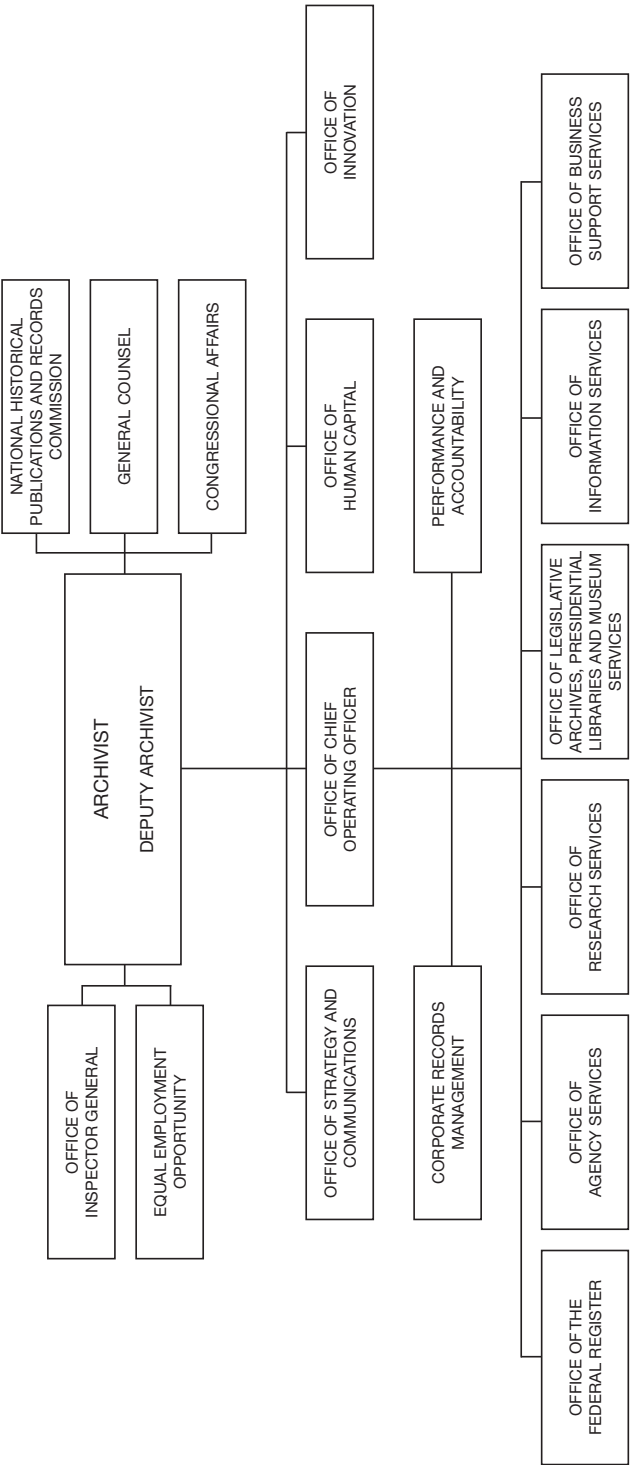 NATIONAL HISTORICAL
PUBLICATIONS AND RECORDS
COMMISSION
OFFICE OF
INSPECTOR GENERAL
GENERAL COUNSEL
EQUAL EMPLOYMENT
OPPORTUNITY
CONGRESSIONAL AFFAIRS
ARCHIVIST
DEPUTY ARCHIVIST
OFFICE OF STRATEGY AND
COMMUNICATIONS
OFFICE OF CHIEF
OPERATING OFFICER
OFFICE OF
HUMAN CAPITAL
OFFICE OF
INNOVATION
CORPORATE RECORDS
MANAGEMENT
PERFORMANCE AND
ACCOUNTABILITY
OFFICE OF THE
FEDERAL REGISTER
OFFICE OF
AGENCY SERVICES
OFFICE OF
RESEARCH SERVICES
OFFICE OF LEGISLATIVE
ARCHIVES, PRESIDENTIAL
LIBRARIES AND MUSEUM
SERVICES
OFFICE OF
INFORMATION SERVICES
OFFICE OF BUSINESS
SUPPORT SERVICES